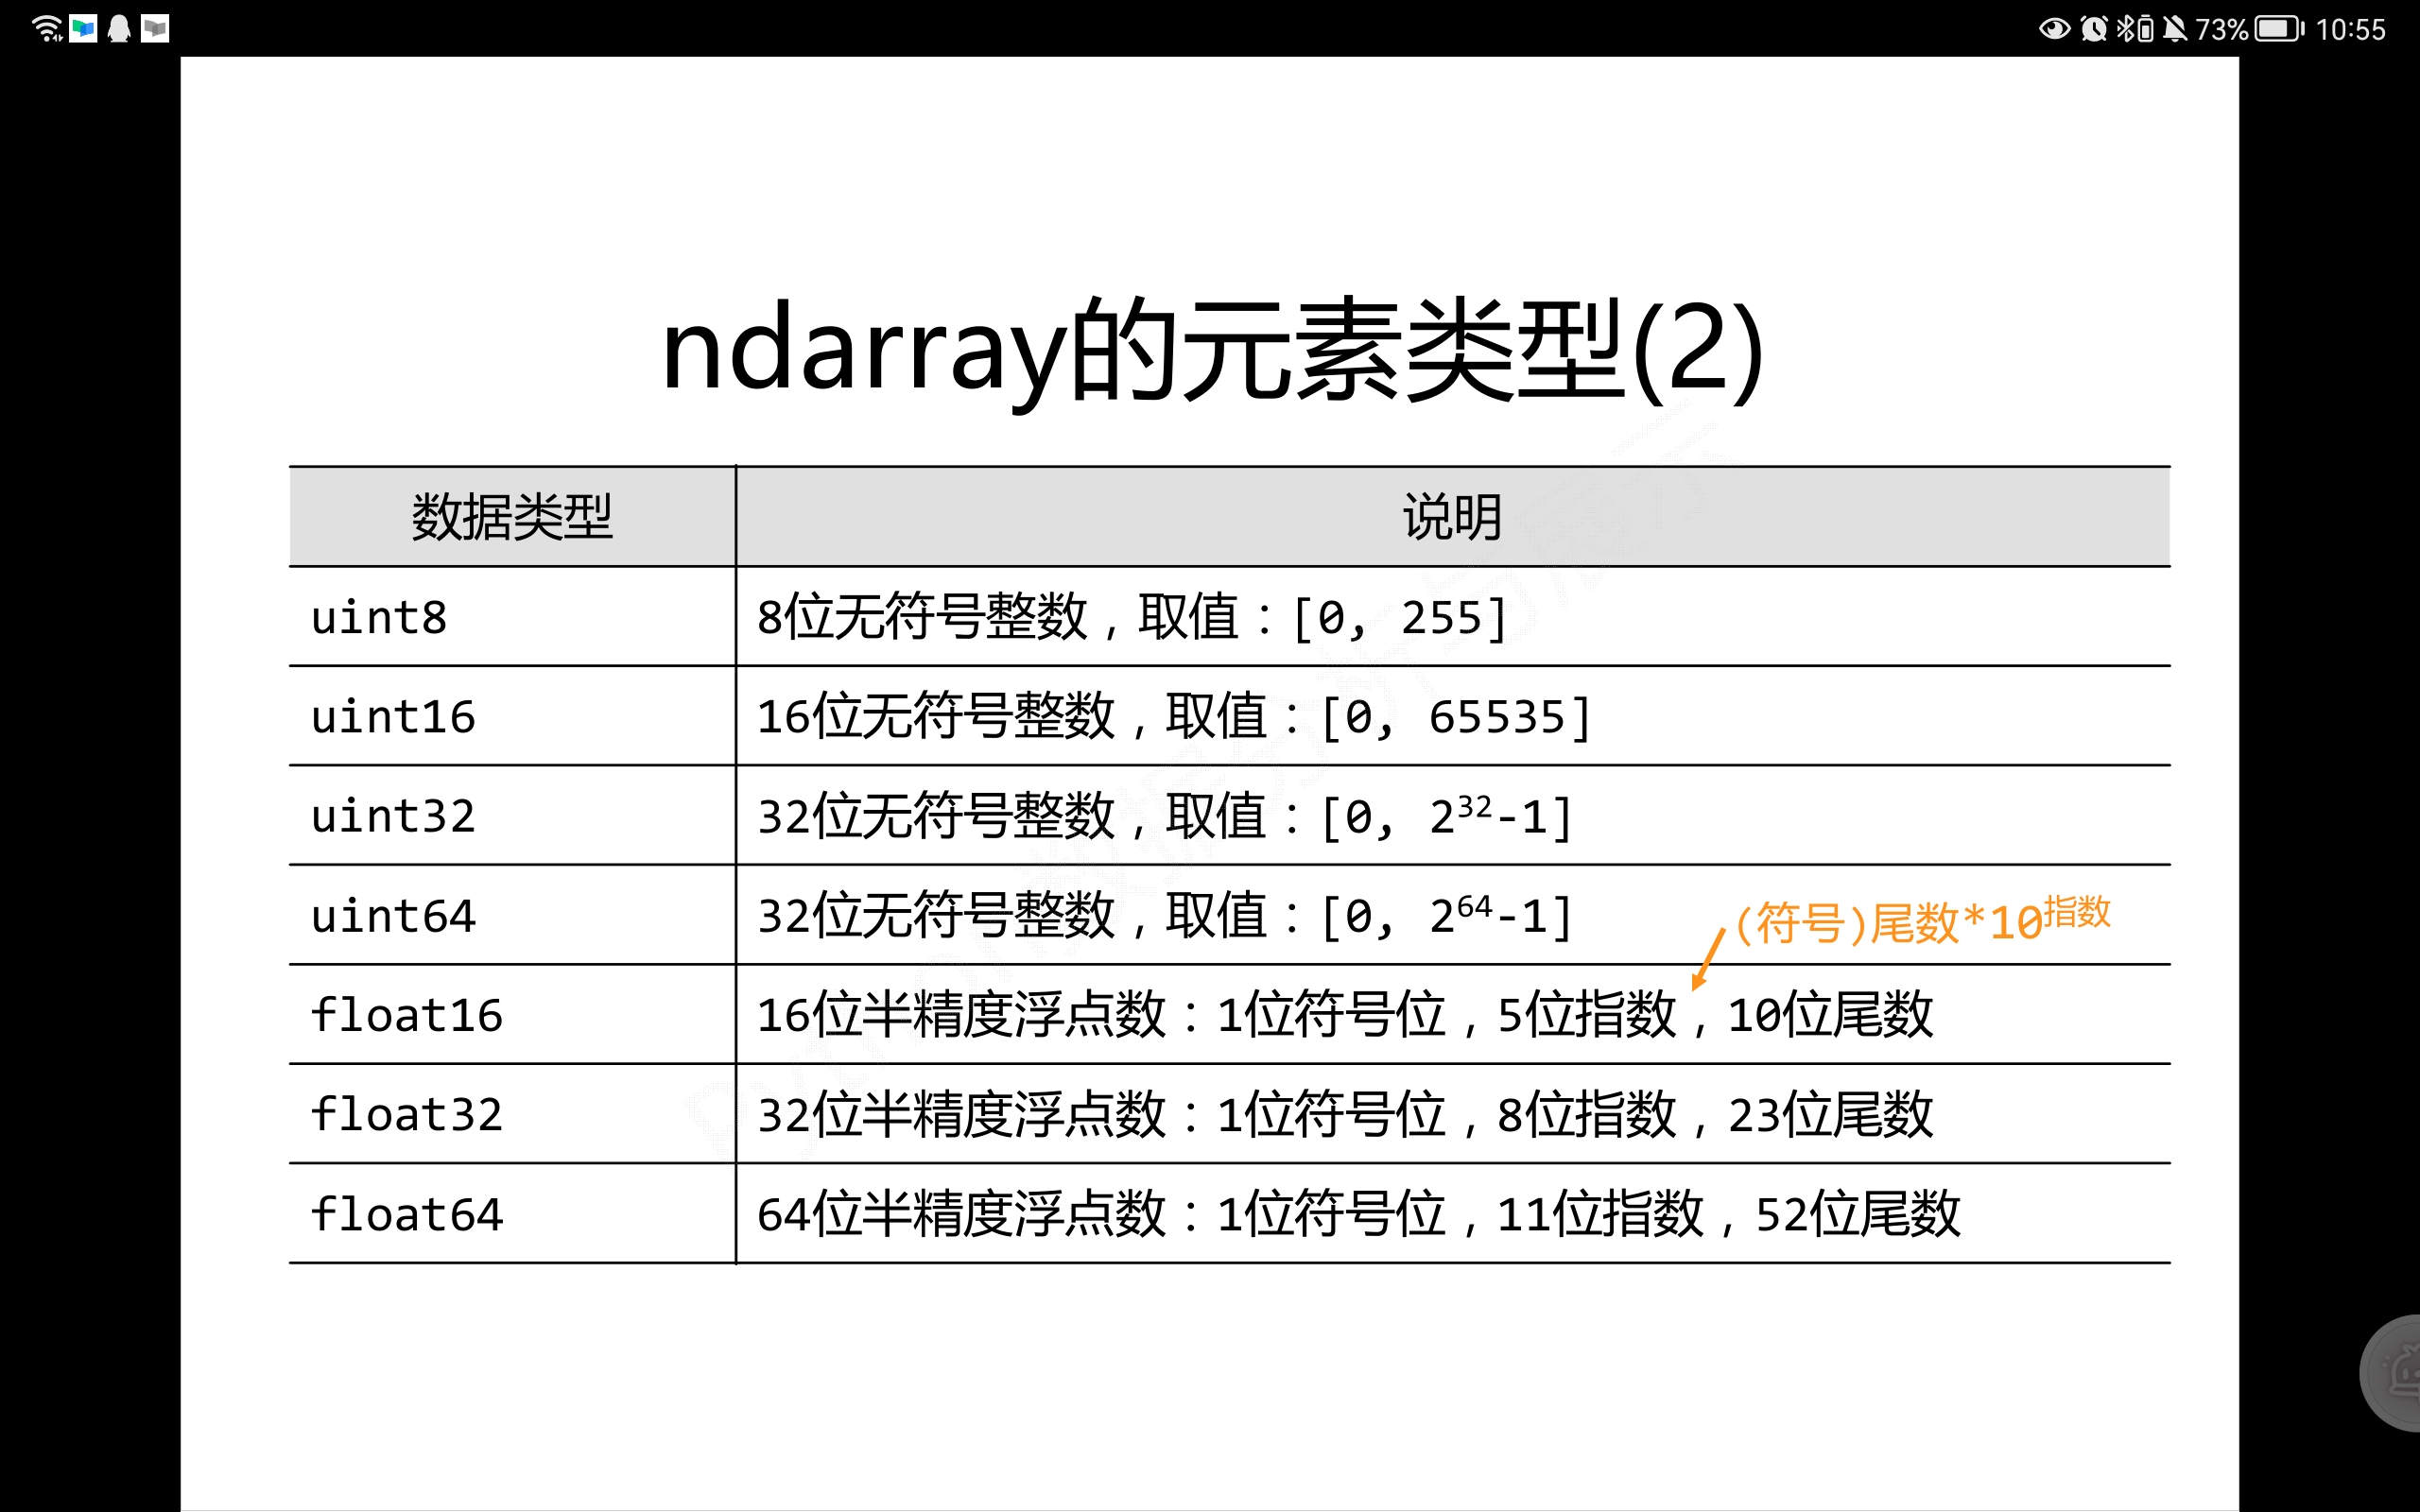 73% 10:55
ndarray的元素类型(2)
数据类型 说明
uint8 8位无符号整数，取值：[0, 255]
uint16 16位无符号整数，取值：[0, 65535]
uint32 32位无符号整数，取值：[0, 2³²-1]
uint64 32位无符号整数，取值：[0, 2⁶⁴-1]
(符号)尾数*10指数
float16 16位半精度浮点数：1位符号位，5位指数，10位尾数
float32 32位半精度浮点数：1位符号位，8位指数，23位尾数
float64 64位半精度浮点数：1位符号位，11位指数，52位尾数